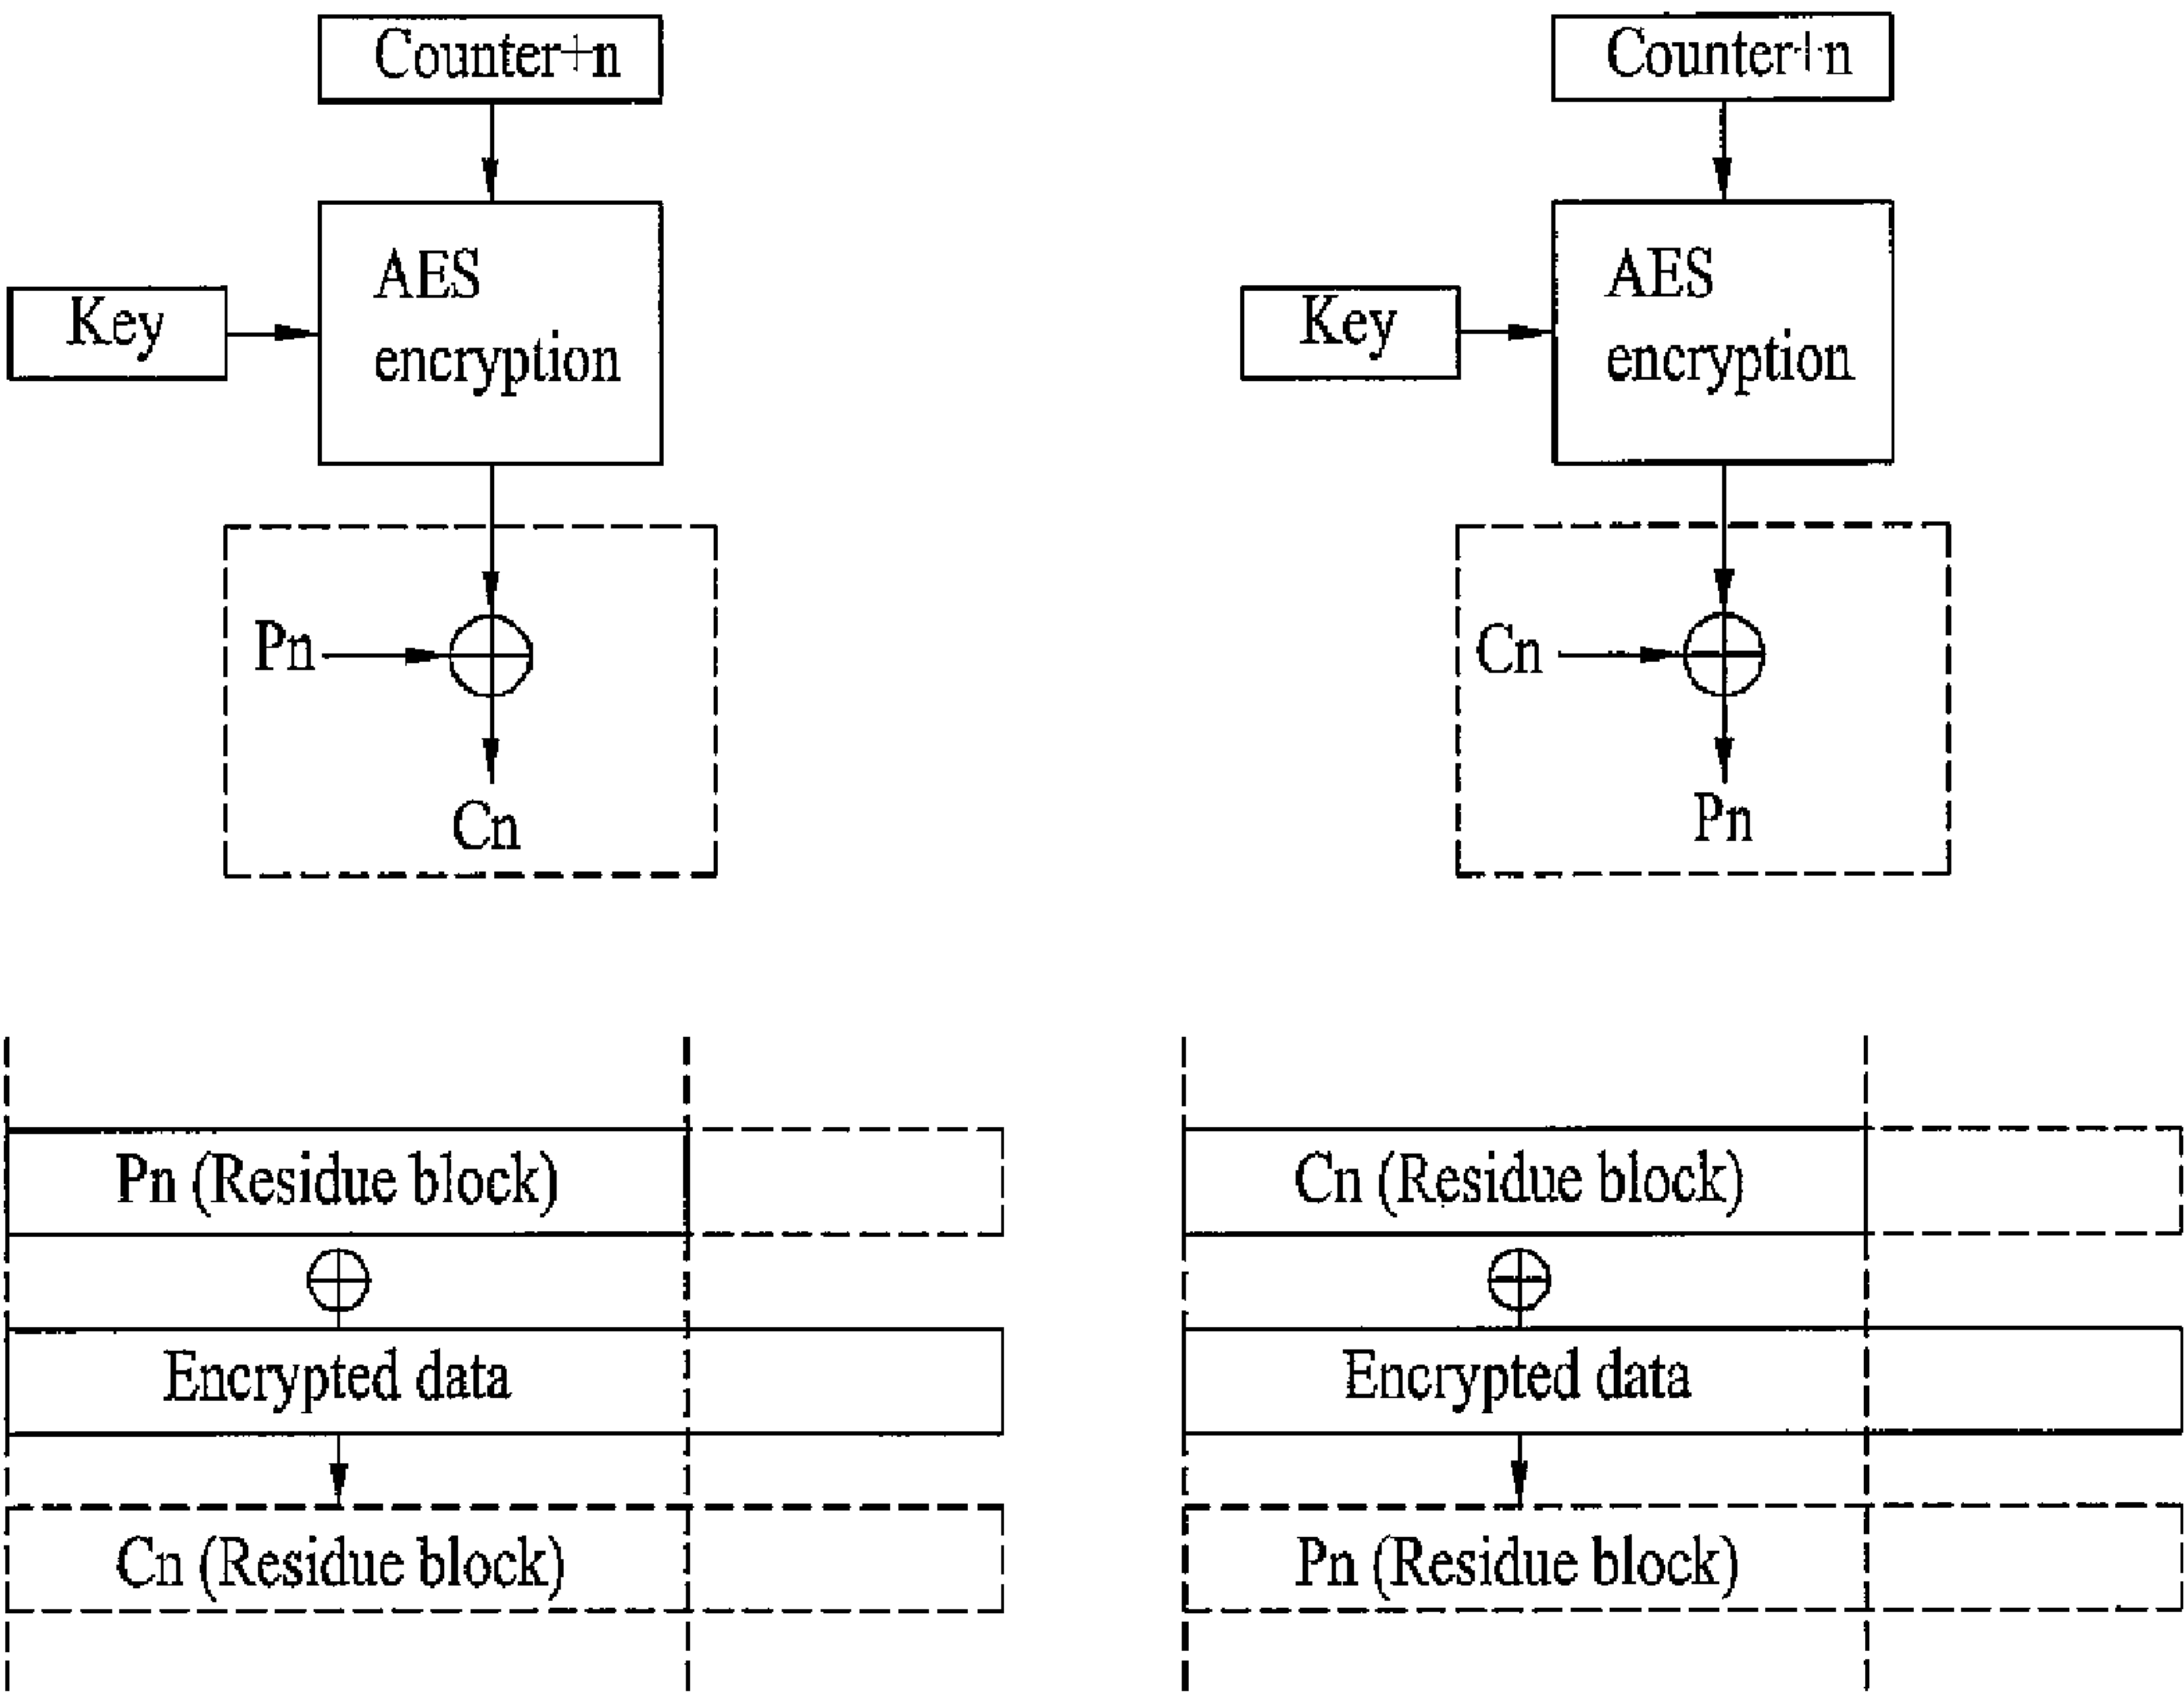 Counter+n
Counter+n
AES
encryption
AES
encryption
Key
Key
Pn
Cn
Cn
Pn
Pn (Residue block)
Cn (Residue block)
Encrypted data
Encrypted data
Cn (Residue block)
Pn (Residue block)